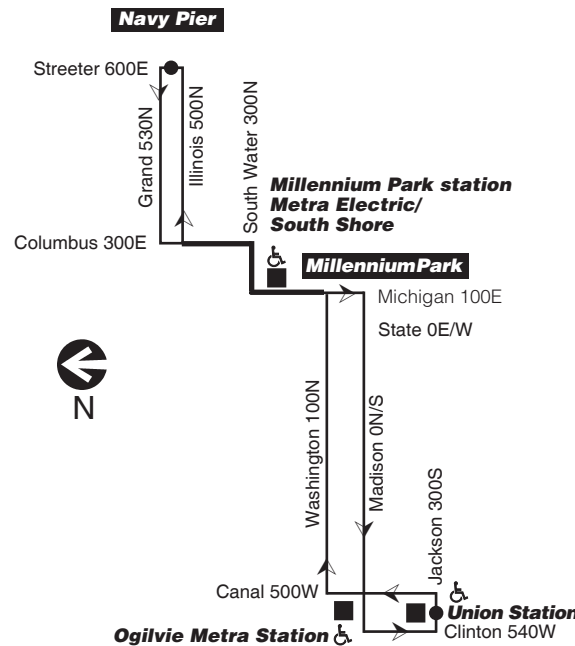 Navy Pier
Streeter 600E
Grand 530N
Illinois 500N
South Water 300N
Millennium Park station
Metra Electric/
South Shore
Columbus 300E
MillenniumPark
Michigan 100E
State 0E/W
N
Washington 100N
Madison 0N/S
Jackson 300S
Canal 500W
Union Station
Clinton 540W
Ogilvie Metra Station